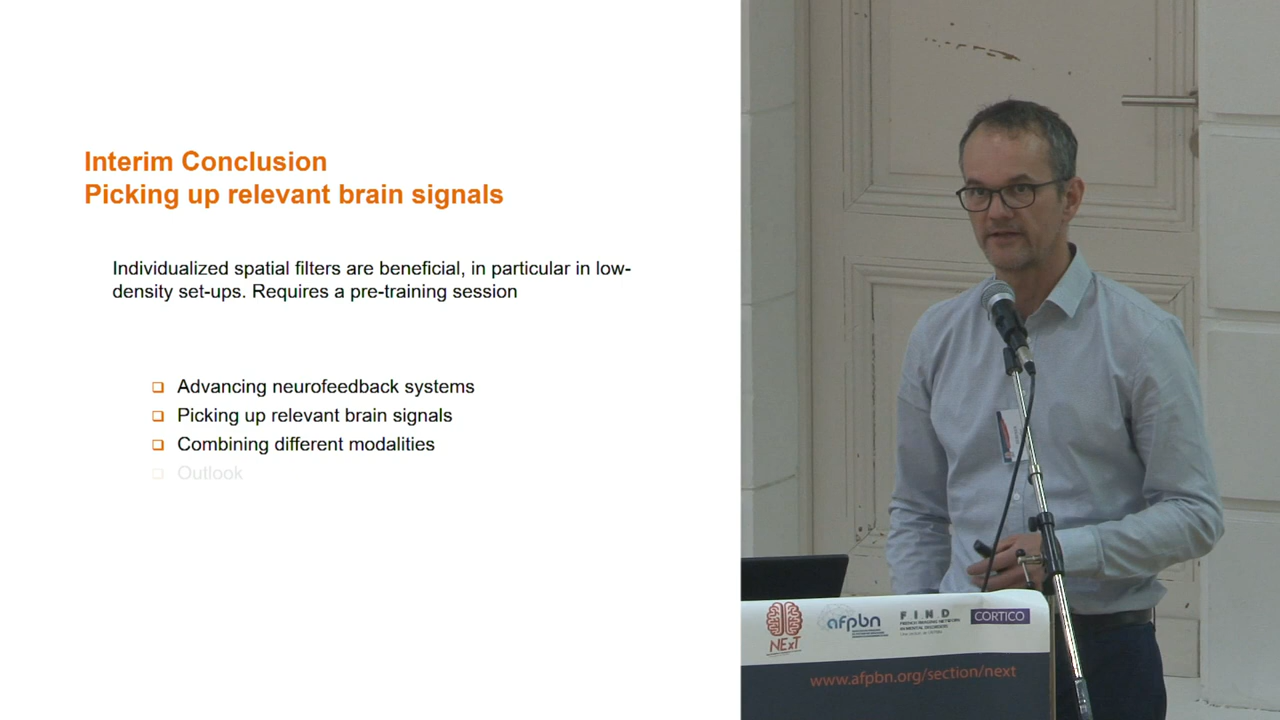 Interim Conclusion
Picking up relevant brain signals
Individualized spatial filters are beneficial, in particular in low-
density set-ups. Requires a pre-training session
Advancing neurofeedback systems
Picking up relevant brain signals
Combining different modalities
Outlook
NExT
afpbn
FIND
CORTICO
www.afpbn.org/section/next